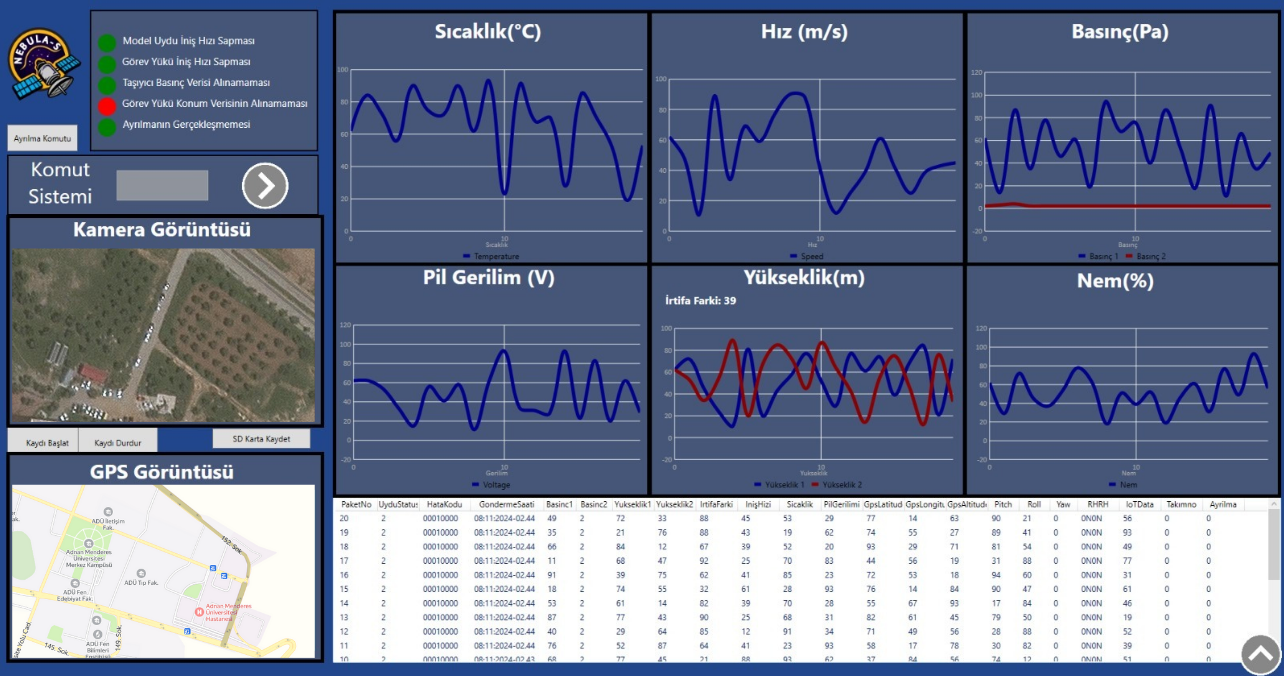 NEBULA-S
Model Uydu İniş Hızı Sapması
Görev Yükü İniş Hızı Sapması
Taşıyıcı Basınç Verisi Alınamaması
Görev Yükü Konum Verisinin Alınamaması
Ayrılmanın Gerçekleşmemesi
Ayrılma Komutu
Komut
Sistemi
Kamera Görüntüsü
Kaydı Başlat
Kaydı Durdur
SD Karta Kaydet
GPS Görüntüsü
ADÜ İletişim
Fak.
Adnan Menderes
Üniversitesi
Merkez Kampüsü
ADÜ Tıp Fak.
ADÜ Fen
Edebiyat Fak.
Adnan Menderes
Üniversitesi
Hastanesi
ADÜ Fen
Bilimleri
152. Sok.
145. Sok.
149. Sok.
Sıcaklık(°C)
100
80
60
40
20
0
0 10
Sıcaklık
Temperature
Hız (m/s)
100
80
60
40
20
0
0 10
Hız
Speed
Basınç(Pa)
120
100
80
60
40
20
0
-20
0 10
Basınç
Basınç 1 Basınç 2
Pil Gerilim (V)
120
100
80
60
40
20
0
-20
0 10
Gerilim
Voltage
Yükseklik(m)
İrtifa Farki: 39
100
80
60
40
20
0
-20
0 10
Yukseklik
Yükseklik 1 Yükseklik 2
Nem(%)
120
100
80
60
40
20
0
-20
0 10
Nem
Nem
PaketNo UyduStatu: HataKodu GondermeSaati Basinc1 Basinc2 Yukseklik1 Yukseklik2 IrtifaFarki InişHizi Sicaklik PilGerilimi GpsLatitud GpsLongitu GpsAltitude Pitch Roll Yaw RHRH IoTData Takımno Ayrilma
20 2 00010000 08:11:2024-02.44 49 2 72 33 88 45 53 29 77 14 63 90 21 0 0N0N 56 0 0
19 2 00010000 08:11:2024-02.44 35 2 21 76 88 43 19 62 74 55 27 89 41 0 0N0N 93 0 0
18 2 00010000 08:11:2024-02.44 66 2 84 12 67 39 52 20 93 29 71 81 54 0 0N0N 49 0 0
17 2 00010000 08:11:2024-02.44 11 2 68 47 92 25 70 83 44 56 19 31 88 0 0N0N 77 0 0
16 2 00010000 08:11:2024-02.44 91 2 39 75 62 41 85 23 72 53 18 94 60 0 0N0N 31 0 0
15 2 00010000 08:11:2024-02.44 18 2 74 55 32 61 28 93 76 14 84 90 47 0 0N0N 61 0 0
14 2 00010000 08:11:2024-02.44 53 2 61 14 82 39 70 28 55 67 93 17 84 0 0N0N 46 0 0
13 2 00010000 08:11:2024-02.44 87 2 77 43 90 25 68 31 82 61 45 79 50 0 0N0N 19 0 0
12 2 00010000 08:11:2024-02.44 40 2 29 64 85 12 91 34 71 49 56 28 88 0 0N0N 52 0 0
11 2 00010000 08:11:2024-02.44 76 2 52 87 64 41 23 93 58 17 78 30 82 0 0N0N 39 0 0
10 2 00010000 08:11:2024-02.43 68 2 77 45 21 88 93 62 37 84 56 74 12 0 0N0N 51 0 0